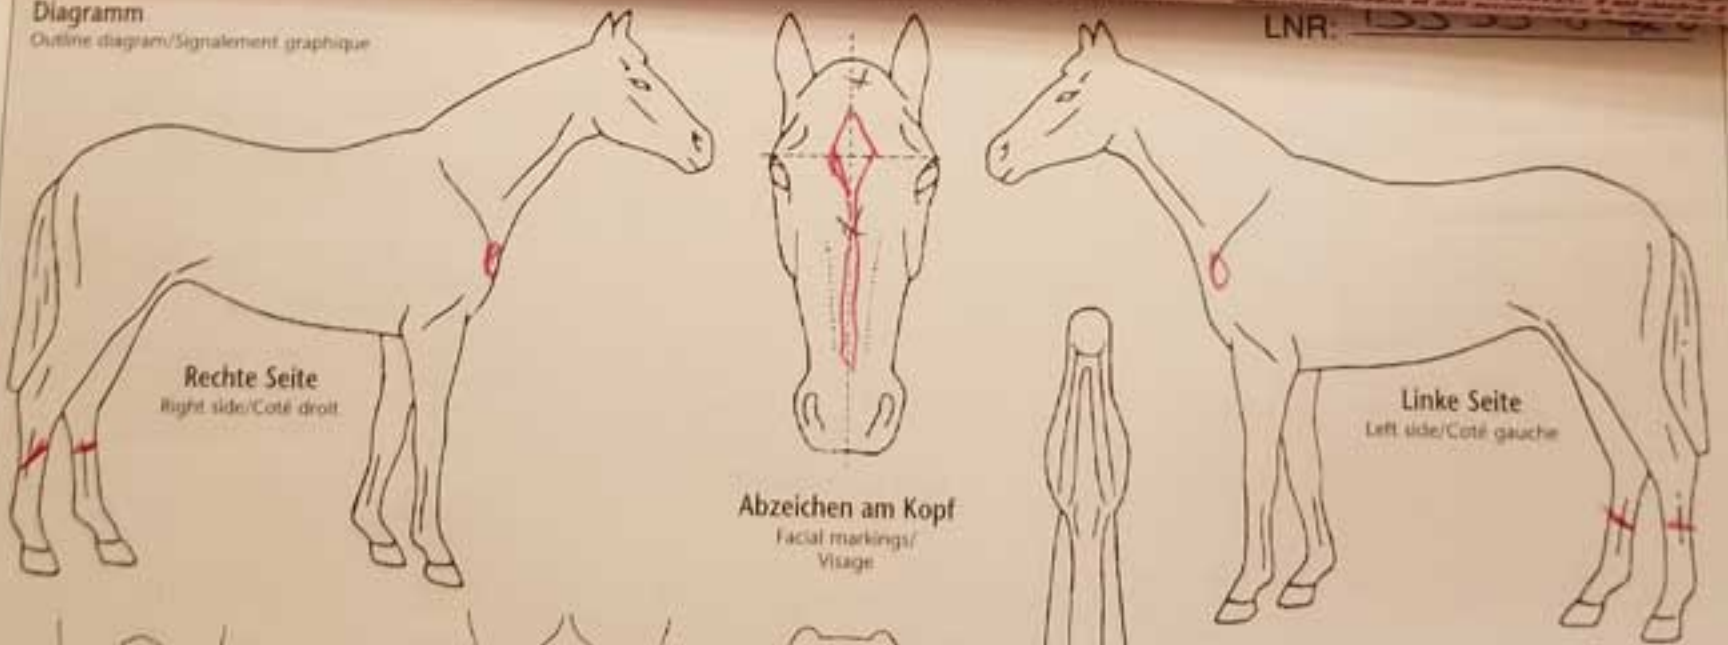 Diagramm
Outline diagram/Signalement graphique
LNR:
Rechte Seite
Right side/Coté droit
Linke Seite
Left side/Coté gauche
Abzeichen am Kopf
Facial markings/
Visage